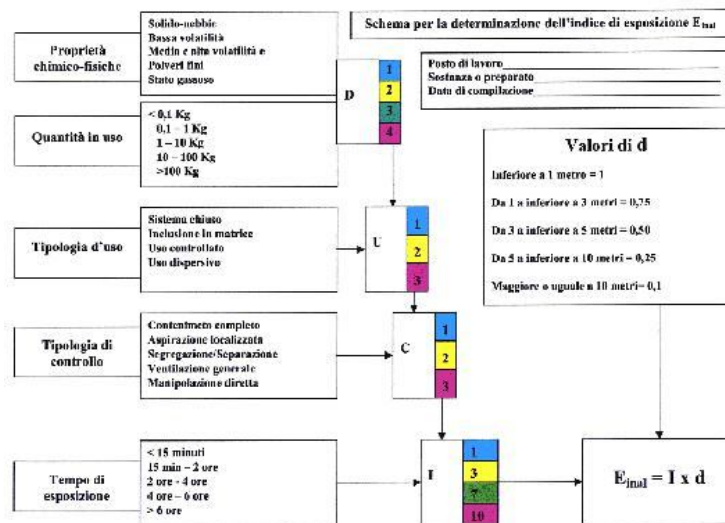 Schema per la determinazione dell'indice di esposizione Einal
Proprietà
chimico-fisiche
Solido-nebbie
Bassa volatilità
Media e alta volatilità e
Polveri fini
Stato gassoso
D
1
2
3
4
Posto di lavoro
Sostanza o preparato
Data di compilazione
Quantità in uso
< 0,1 Kg
0,1 – 1 Kg
1 – 10 Kg
10 – 100 Kg
>100 Kg
Valori di d
Inferiore a 1 metro = 1
Da 1 a inferiore a 3 metri = 0,75
Da 3 a inferiore a 5 metri = 0,50
Da 5 a inferiore a 10 metri= 0,25
Maggiore o uguale a 10 metri= 0,1
Tipologia d'uso
Sistema chiuso
Inclusione in matrice
Uso controllato
Uso dispersivo
U
1
2
3
Tipologia di
controllo
Contenimeto completo
Aspirazione localizzata
Segregazione/Separazione
Ventilazione generale
Manipolazione diretta
C
1
2
3
Tempo di
esposizione
< 15 minuti
15 min – 2 ore
2 ore - 4 ore
4 ore – 6 ore
> 6 ore
I
1
3
7
10
Einal = I x d